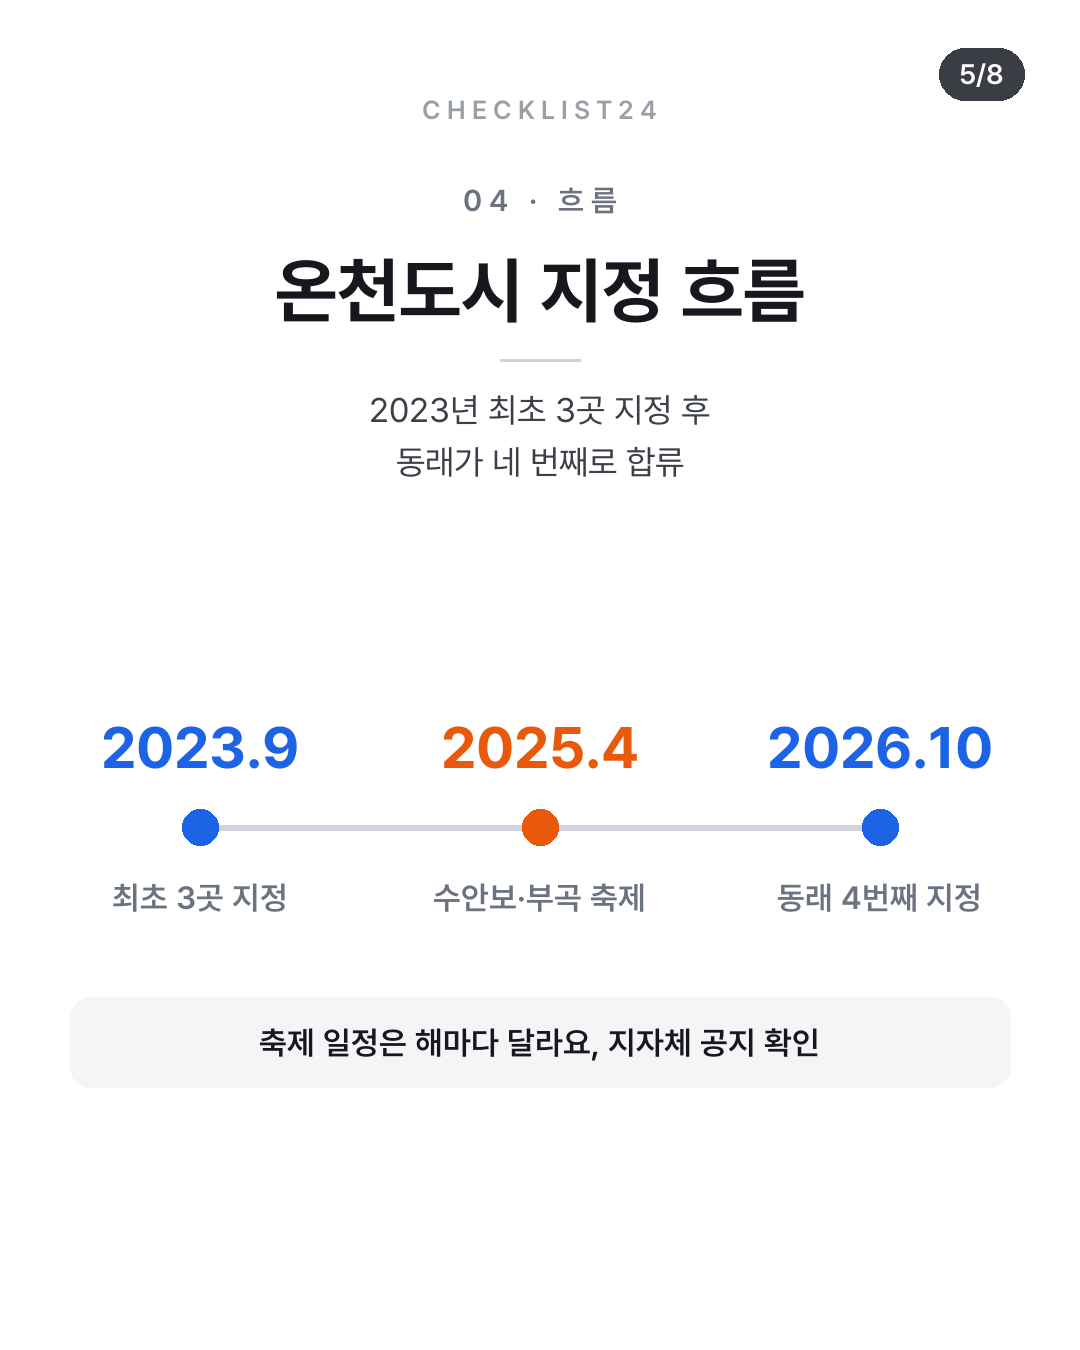 5/8
CHECKLIST24
04 · 흐름
온천도시 지정 흐름
2023년 최초 3곳 지정 후
동래가 네 번째로 합류
2023.9
2025.4
2026.10
최초 3곳 지정
수안보·부곡 축제
동래 4번째 지정
축제 일정은 해마다 달라요, 지자체 공지 확인